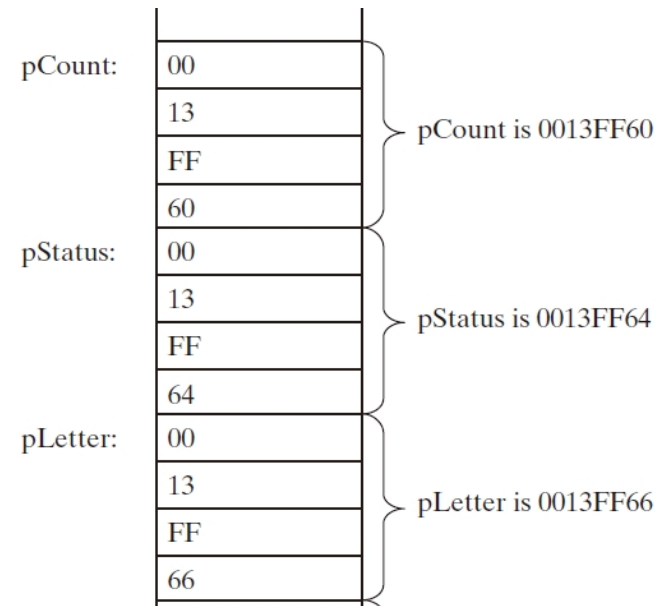 pCount: 00
13
pCount is 0013FF60
FF
60
pStatus: 00
13
pStatus is 0013FF64
FF
64
pLetter: 00
13
pLetter is 0013FF66
FF
66